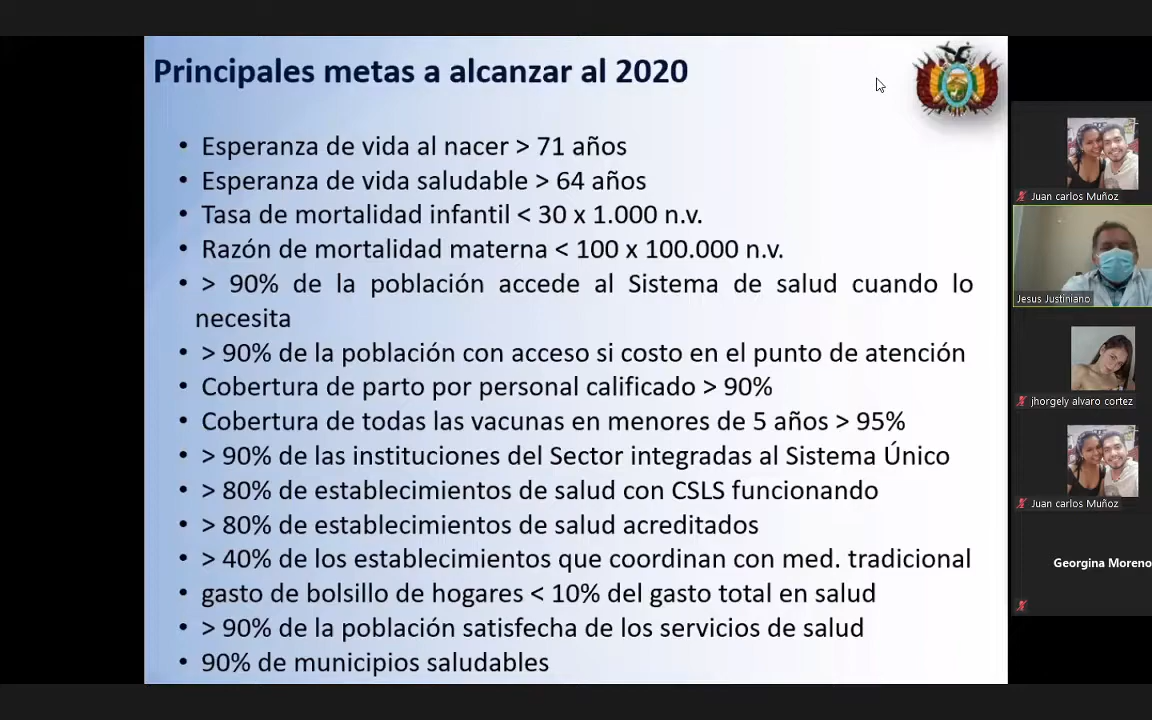 Principales metas a alcanzar al 2020
• Esperanza de vida al nacer > 71 años
• Esperanza de vida saludable > 64 años
• Tasa de mortalidad infantil < 30 x 1.000 n.v.
• Razón de mortalidad materna < 100 x 100.000 n.v.
• > 90% de la población accede al Sistema de salud cuando lo
necesita
• > 90% de la población con acceso si costo en el punto de atención
• Cobertura de parto por personal calificado > 90%
• Cobertura de todas las vacunas en menores de 5 años > 95%
• > 90% de las instituciones del Sector integradas al Sistema Único
• > 80% de establecimientos de salud con CSLS funcionando
• > 80% de establecimientos de salud acreditados
• > 40% de los establecimientos que coordinan con med. tradicional
• gasto de bolsillo de hogares < 10% del gasto total en salud
• > 90% de la población satisfecha de los servicios de salud
• 90% de municipios saludables
Juan carlos Muñoz
Jesus Justiniano
jhorgely alvaro cortez
Juan carlos Muñoz
Georgina Moreno